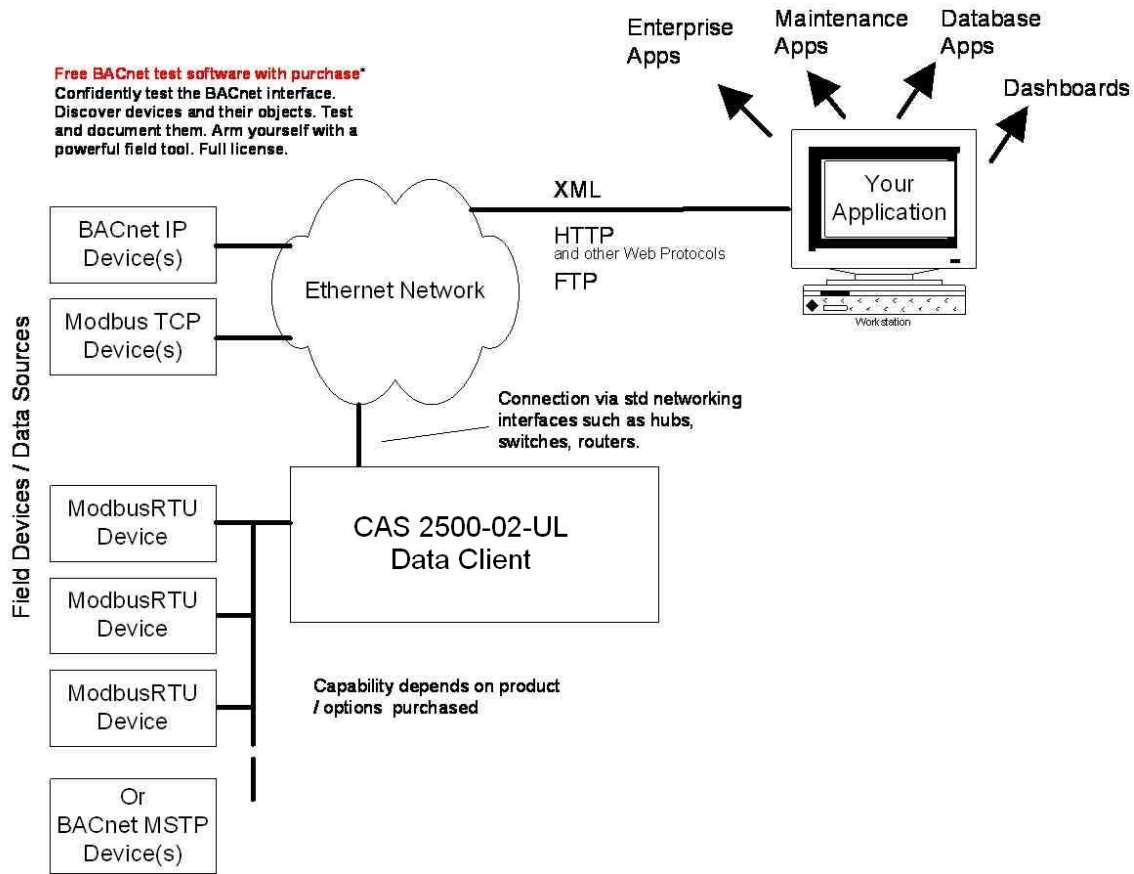 Enterprise
Apps
Maintenance
Apps
Database
Apps
Dashboards
Free BACnet test software with purchase*
Confidently test the BACnet interface.
Discover devices and their objects. Test
and document them. Arm yourself with a
powerful field tool. Full license.
XML
HTTP
and other Web Protocols
FTP
Your
Application
Workstation
BACnet IP
Device(s)
Ethernet Network
Modbus TCP
Device(s)
Field Devices / Data Sources
Connection via std networking
interfaces such as hubs,
switches, routers.
ModbusRTU
Device
CAS 2500-02-UL
Data Client
ModbusRTU
Device
ModbusRTU
Device
Capability depends on product
/ options purchased
Or
BACnet MSTP
Device(s)